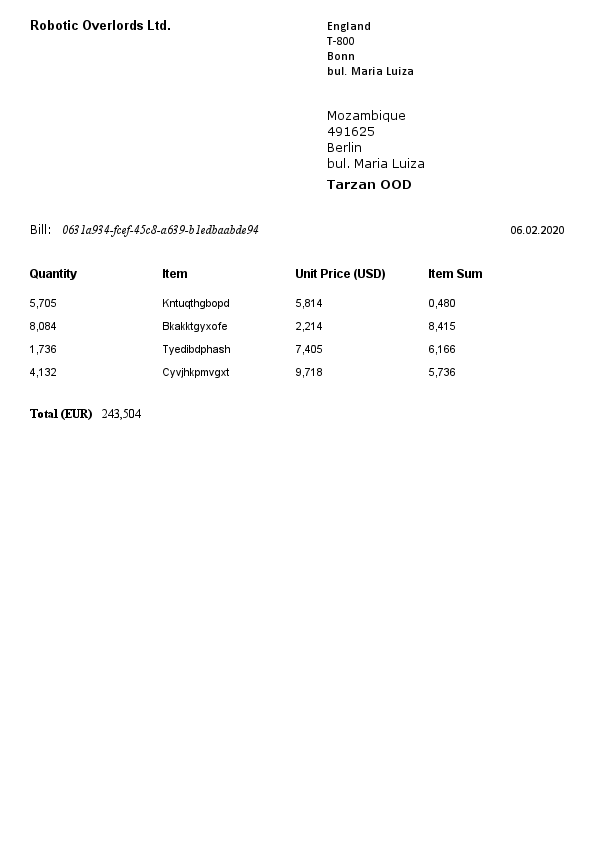 Robotic Overlords Ltd.
England
T-800
Bonn
bul. Maria Luiza
Mozambique
491625
Berlin
bul. Maria Luiza
Tarzan OOD
Bill: 0631a934-fcef-45c8-a639-b1edbaabde94 06.02.2020
Quantity Item Unit Price (USD) Item Sum
5,705 Kntuqthgbopd 5,814 0,480
8,084 Bkakktgyxofe 2,214 8,415
1,736 Tyedibdphash 7,405 6,166
4,132 Cyvjhkpmvgxt 9,718 5,736
Total (EUR) 243,504